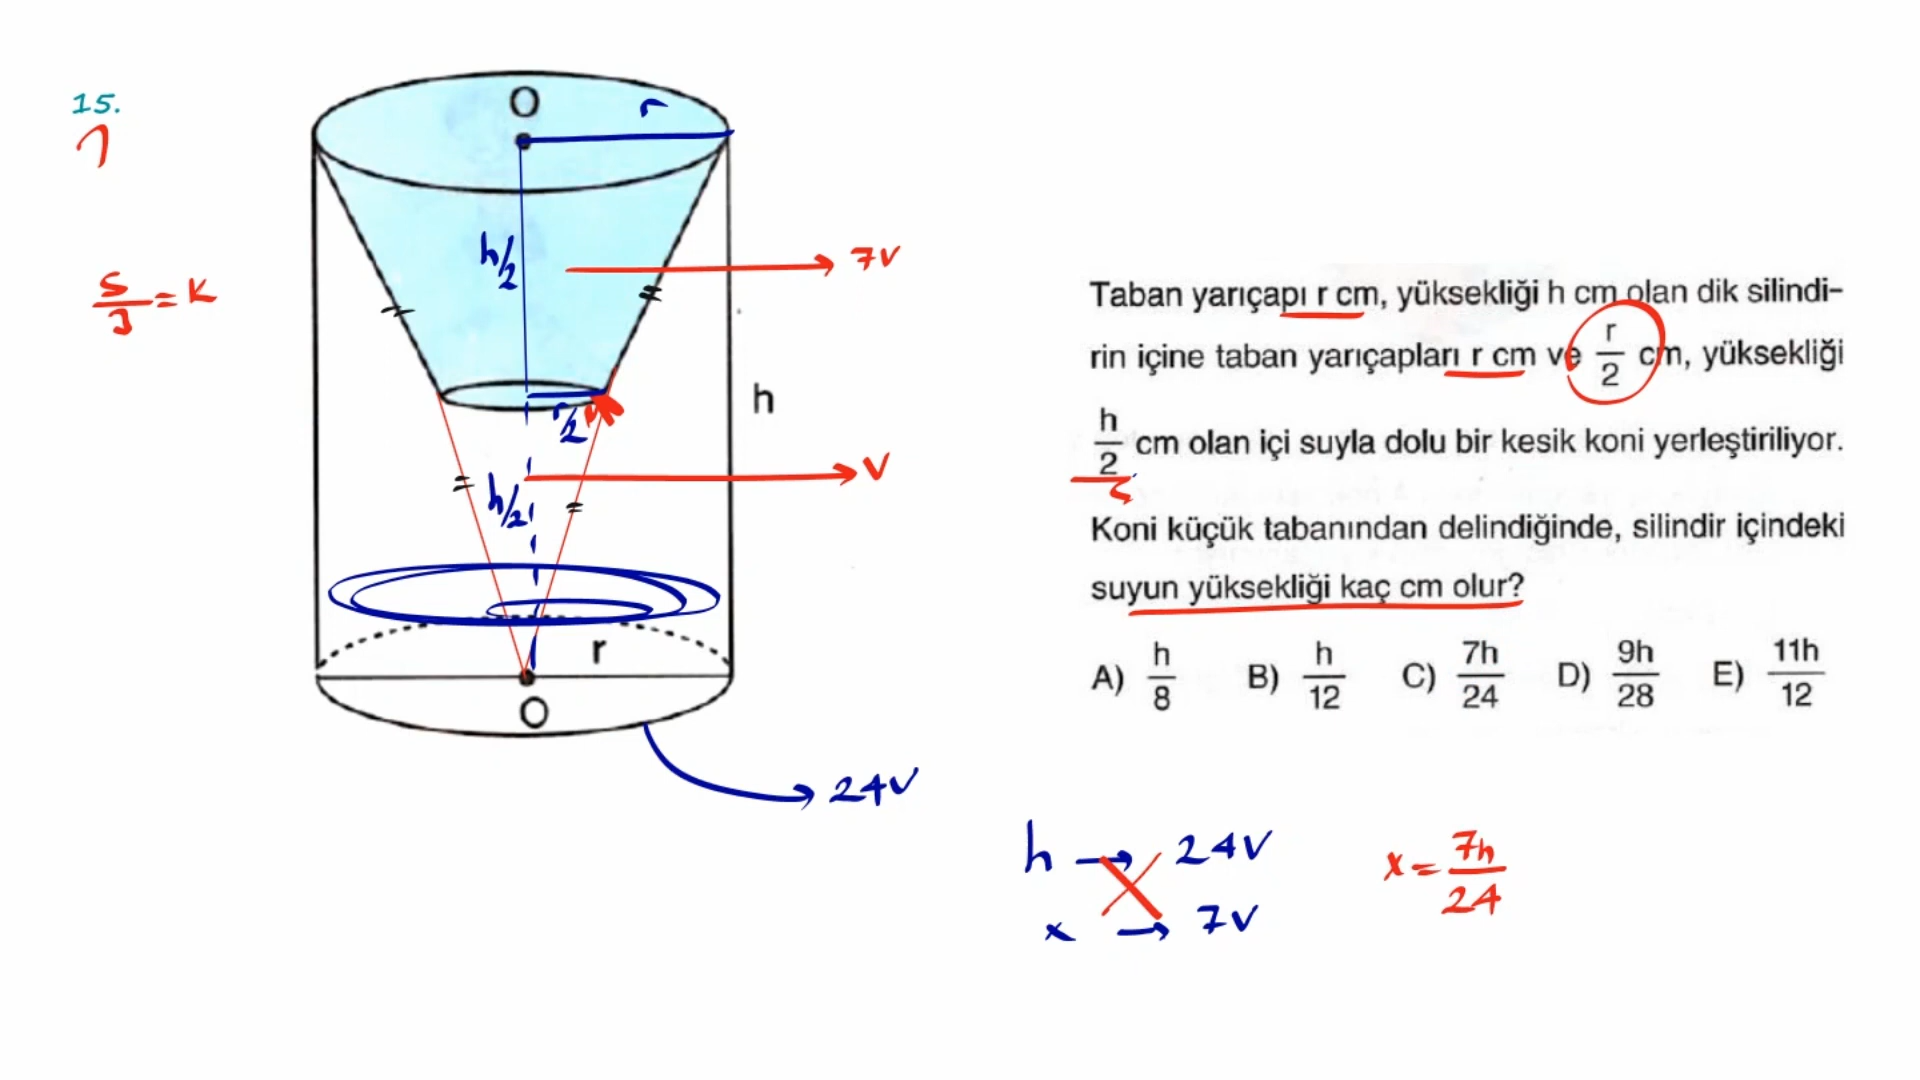 15.
1
S/3 = K
O
r
h/2
7V
h
r/2
V
h/2
r
O
24V
Taban yarıçapı r cm, yüksekliği h cm olan dik silindi-
rin içine taban yarıçapları r cm ve r/2 cm, yüksekliği
h/2 cm olan içi suyla dolu bir kesik koni yerleştiriliyor.
Koni küçük tabanından delindiğinde, silindir içindeki
suyun yüksekliği kaç cm olur?
A) h/8 B) h/12 C) 7h/24 D) 9h/28 E) 11h/12
h → 24V
x → 7V
x = 7h/24